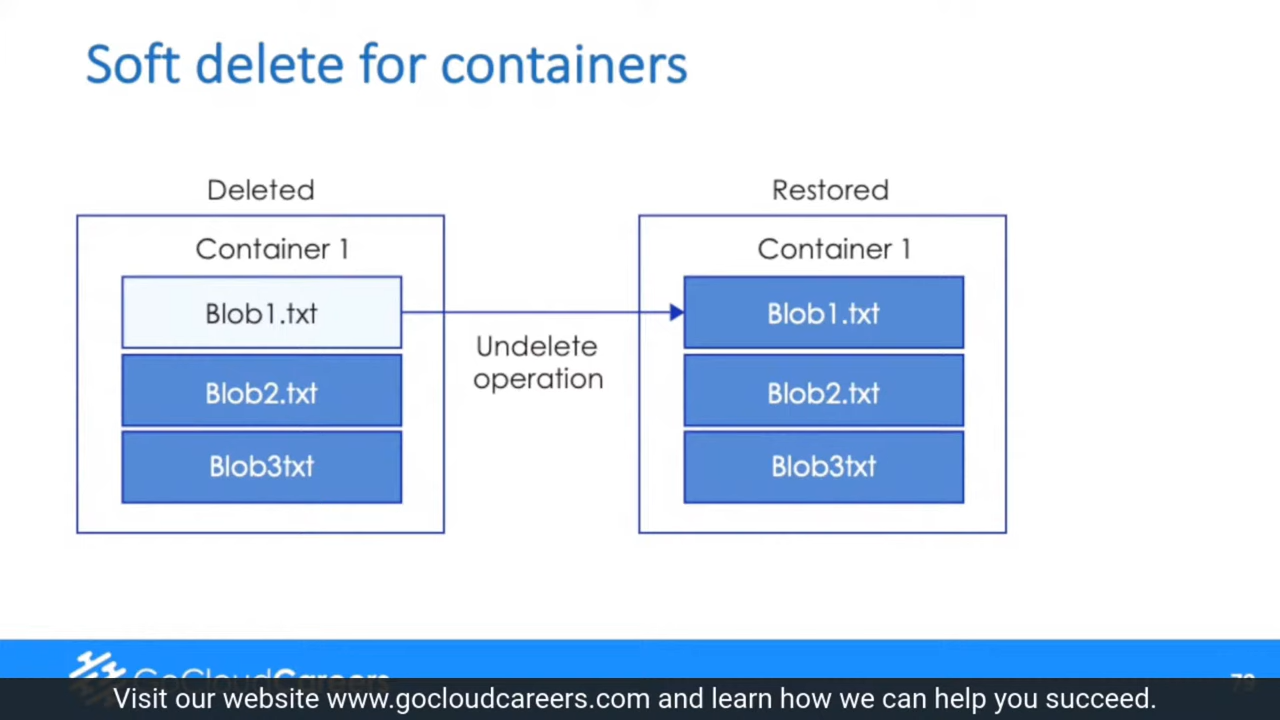 Soft delete for containers
Deleted
Container 1
Blob1.txt
Blob2.txt
Blob3txt
Undelete
operation
Restored
Container 1
Blob1.txt
Blob2.txt
Blob3txt
GoCloudCareers
Visit our website www.gocloudcareers.com and learn how we can help you succeed.